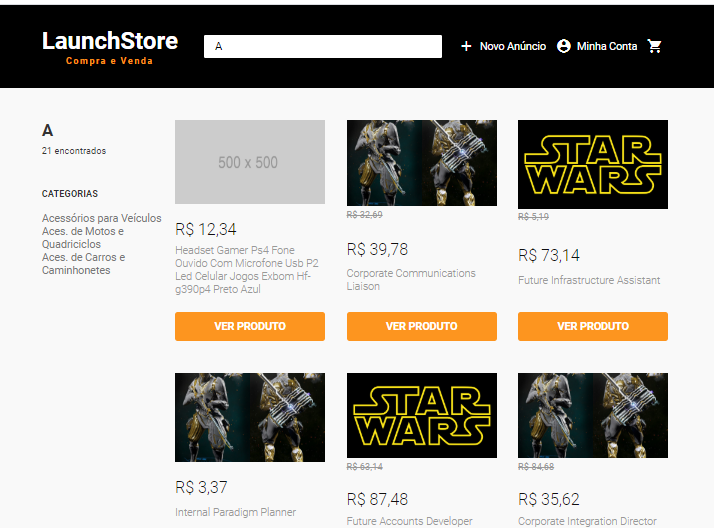 LaunchStore
Compra e Venda
A
Novo Anúncio
Minha Conta
A
21 encontrados
CATEGORIAS
Acessórios para Veículos
Aces. de Motos e
Quadriciclos
Aces. de Carros e
Caminhonetes
500 x 500
R$ 12,34
Headset Gamer Ps4 Fone
Ouvido Com Microfone Usb P2
Led Celular Jogos Exbom Hf-
g390p4 Preto Azul
VER PRODUTO
R$ 32,69
R$ 39,78
Corporate Communications
Liaison
VER PRODUTO
STAR
WARS
R$ 5,19
R$ 73,14
Future Infrastructure Assistant
VER PRODUTO
R$ 3,37
Internal Paradigm Planner
STAR
WARS
R$ 63,14
R$ 87,48
Future Accounts Developer
R$ 84,68
R$ 35,62
Corporate Integration Director